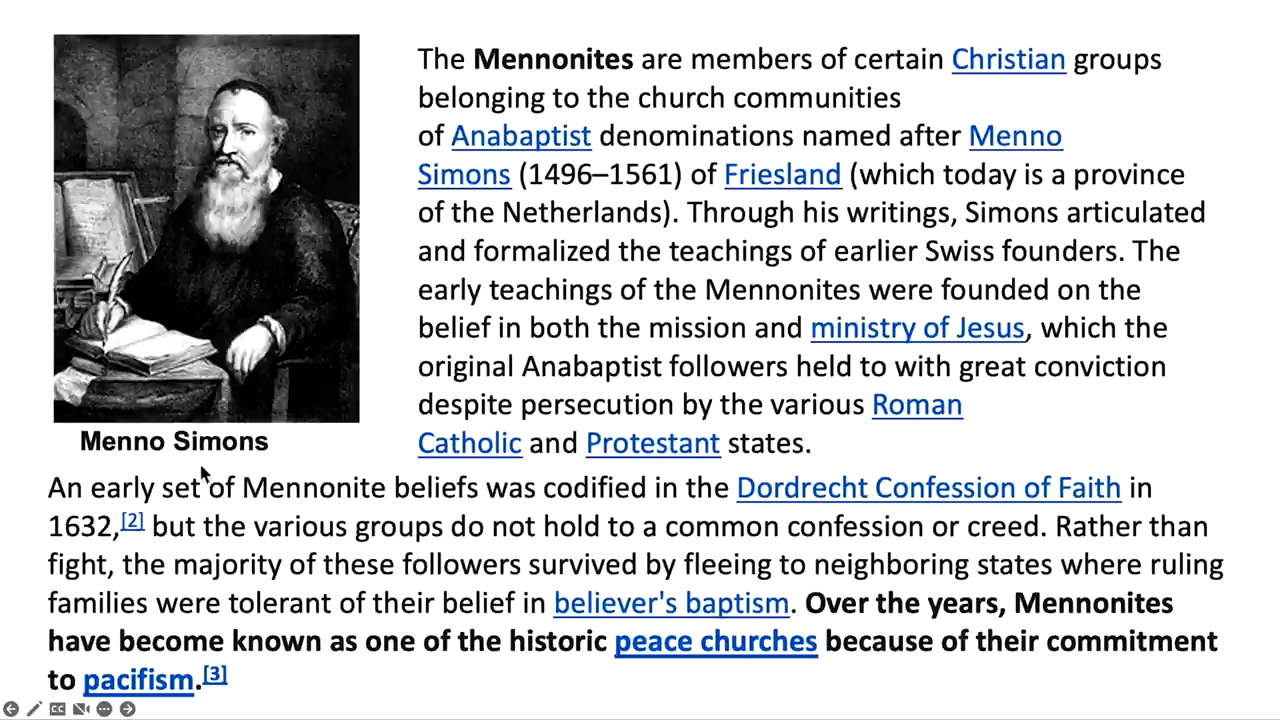 The Mennonites are members of certain Christian groups
belonging to the church communities
of Anabaptist denominations named after Menno
Simons (1496–1561) of Friesland (which today is a province
of the Netherlands). Through his writings, Simons articulated
and formalized the teachings of earlier Swiss founders. The
early teachings of the Mennonites were founded on the
belief in both the mission and ministry of Jesus, which the
original Anabaptist followers held to with great conviction
despite persecution by the various Roman
Catholic and Protestant states.
Menno Simons
An early set of Mennonite beliefs was codified in the Dordrecht Confession of Faith in
1632,[2] but the various groups do not hold to a common confession or creed. Rather than
fight, the majority of these followers survived by fleeing to neighboring states where ruling
families were tolerant of their belief in believer's baptism. Over the years, Mennonites
have become known as one of the historic peace churches because of their commitment
to pacifism.[3]